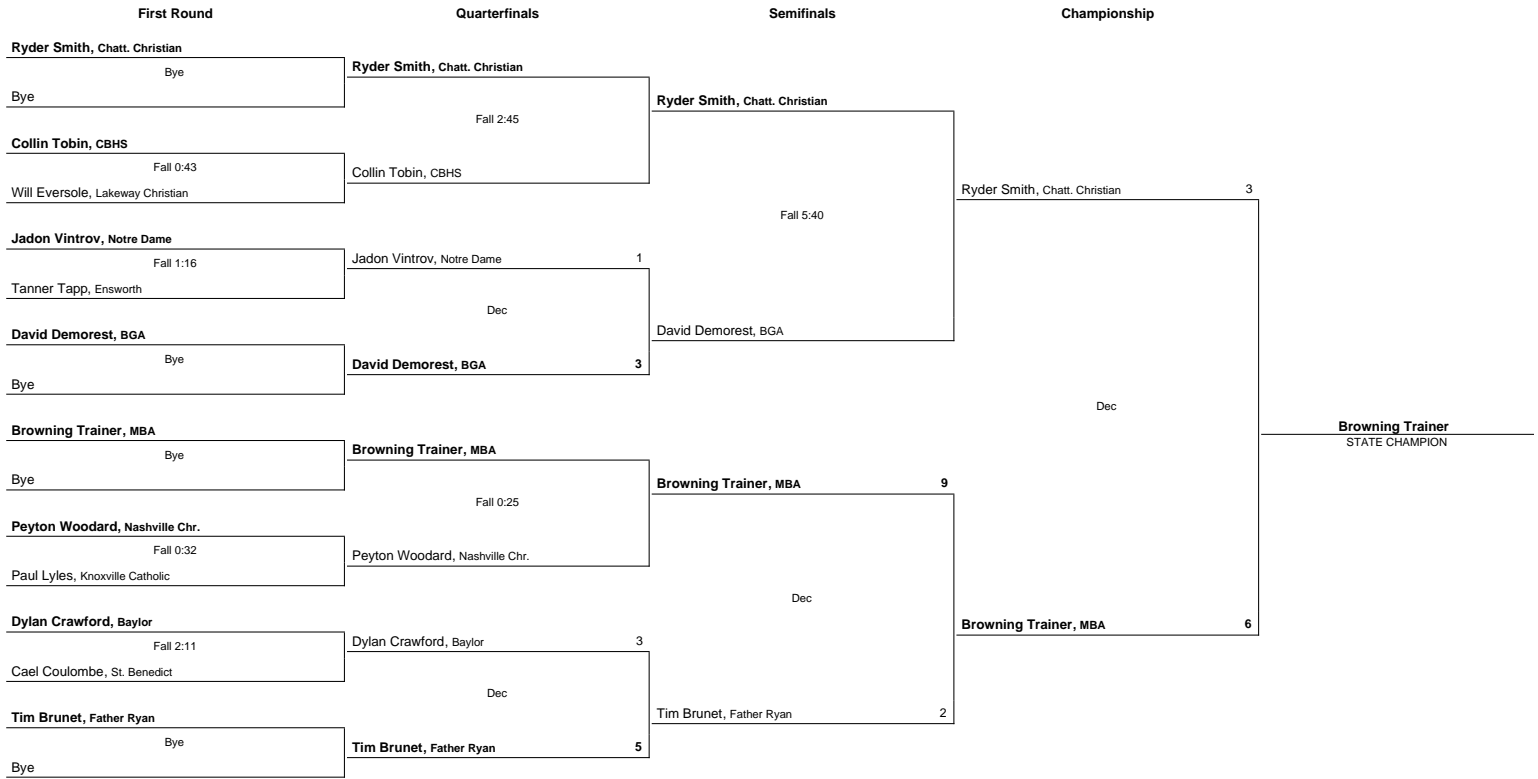 First Round Quarterfinals Semifinals Championship
Ryder Smith, Chatt. Christian
Bye
Bye
Collin Tobin, CBHS
Fall 0:43
Will Eversole, Lakeway Christian
Jadon Vintrov, Notre Dame
Fall 1:16
Tanner Tapp, Ensworth
David Demorest, BGA
Bye
Bye
Browning Trainer, MBA
Bye
Bye
Peyton Woodard, Nashville Chr.
Fall 0:32
Paul Lyles, Knoxville Catholic
Dylan Crawford, Baylor
Fall 2:11
Cael Coulombe, St. Benedict
Tim Brunet, Father Ryan
Bye
Bye
Ryder Smith, Chatt. Christian
Fall 2:45
Collin Tobin, CBHS
Jadon Vintrov, Notre Dame 1
Dec
David Demorest, BGA 3
Browning Trainer, MBA
Fall 0:25
Peyton Woodard, Nashville Chr.
Dylan Crawford, Baylor 3
Dec
Tim Brunet, Father Ryan 5
Ryder Smith, Chatt. Christian
Fall 5:40
David Demorest, BGA
Browning Trainer, MBA 9
Dec
Tim Brunet, Father Ryan 2
Ryder Smith, Chatt. Christian 3
Dec
Browning Trainer, MBA 6
Browning Trainer
STATE CHAMPION